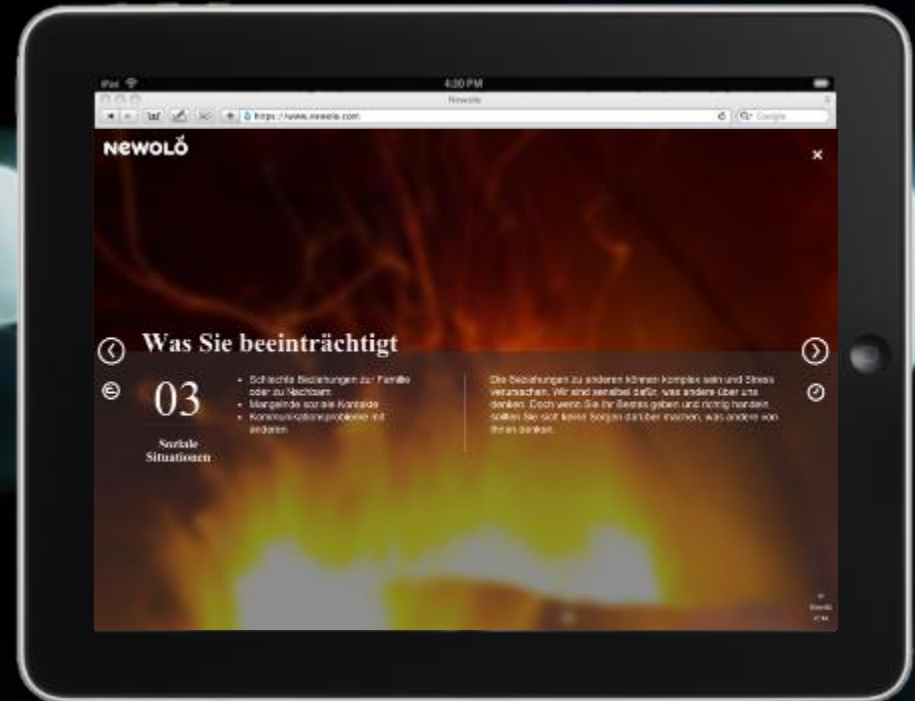 iPad
4:00 PM
Newolo
https://www.newolo.com
Google
NEWOLO
Was Sie beeinträchtigt
03
Soziale
Situationen
• Schlechte Beziehungen zur Familie
oder zu Nachbarn
• Mangelnde soziale Kontakte
• Kommunikationsprobleme mit
anderen
Die Beziehungen zu anderen können komplex sein und Stress
verursachen. Wir sind sensibel dafür, was andere über uns
denken. Doch wenn Sie Ihr Bestes geben und richtig handeln,
sollten Sie sich keine Sorgen darüber machen, was andere von
Ihnen denken.